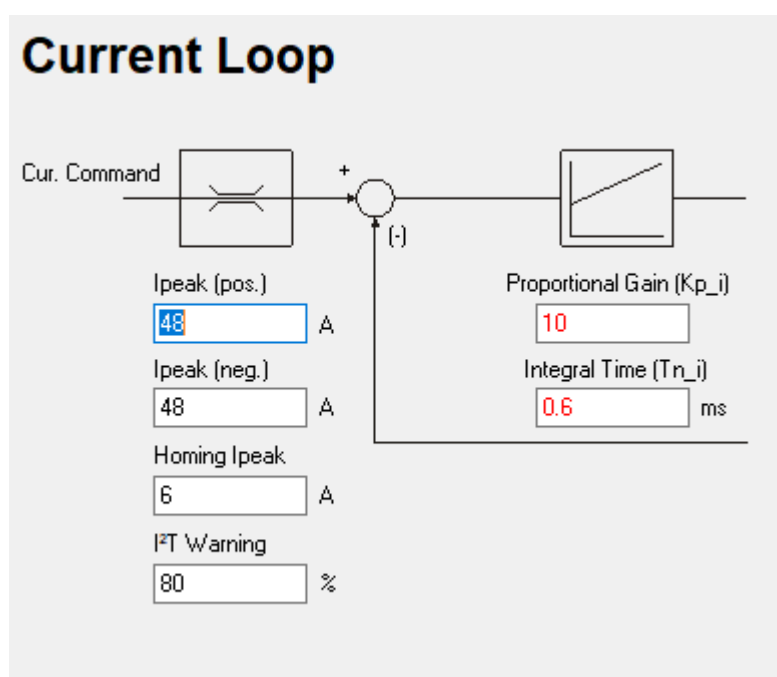 Current Loop
Cur. Command
+
(-)
Ipeak (pos.)
48 A
Ipeak (neg.)
48 A
Homing Ipeak
6 A
I²T Warning
80 %
Proportional Gain (Kp_i)
10
Integral Time (Tn_i)
0.6 ms